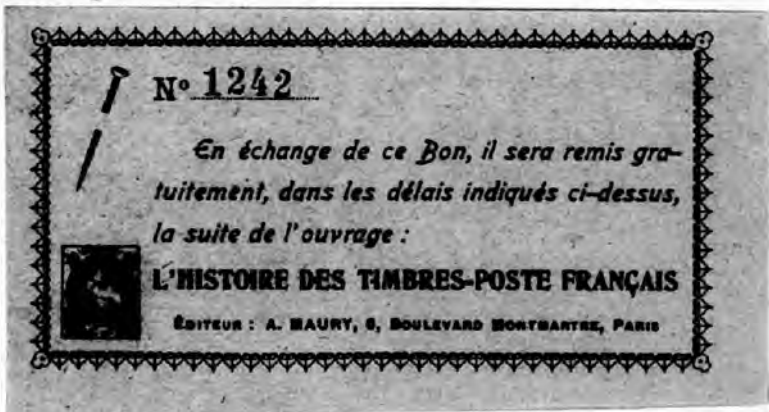 N° 1242
En échange de ce Bon, il sera remis gra-
tuitement, dans les délais indiqués ci-dessus,
la suite de l'ouvrage :
L'HISTOIRE DES TIMBRES-POSTE FRANÇAIS
ÉDITEUR : A. MAURY, 6, BOULEVARD MONTMARTRE, PARIS